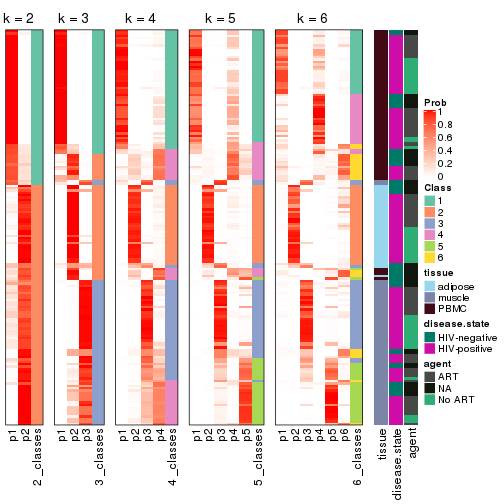 k = 2 k = 3 k = 4 k = 5 k = 6
Prob
1
0.8
0.6
0.4
0.2
0
Class
1
2
3
4
5
6
tissue
adipose
muscle
PBMC
disease.state
HIV-negative
HIV-positive
agent
ART
NA
No ART
p1 p2 2_classes p1 p2 p3 3_classes p1 p2 p3 p4 4_classes p1 p2 p3 p4 p5 5_classes p1 p2 p3 p4 p5 p6 6_classes tissue disease.state agent